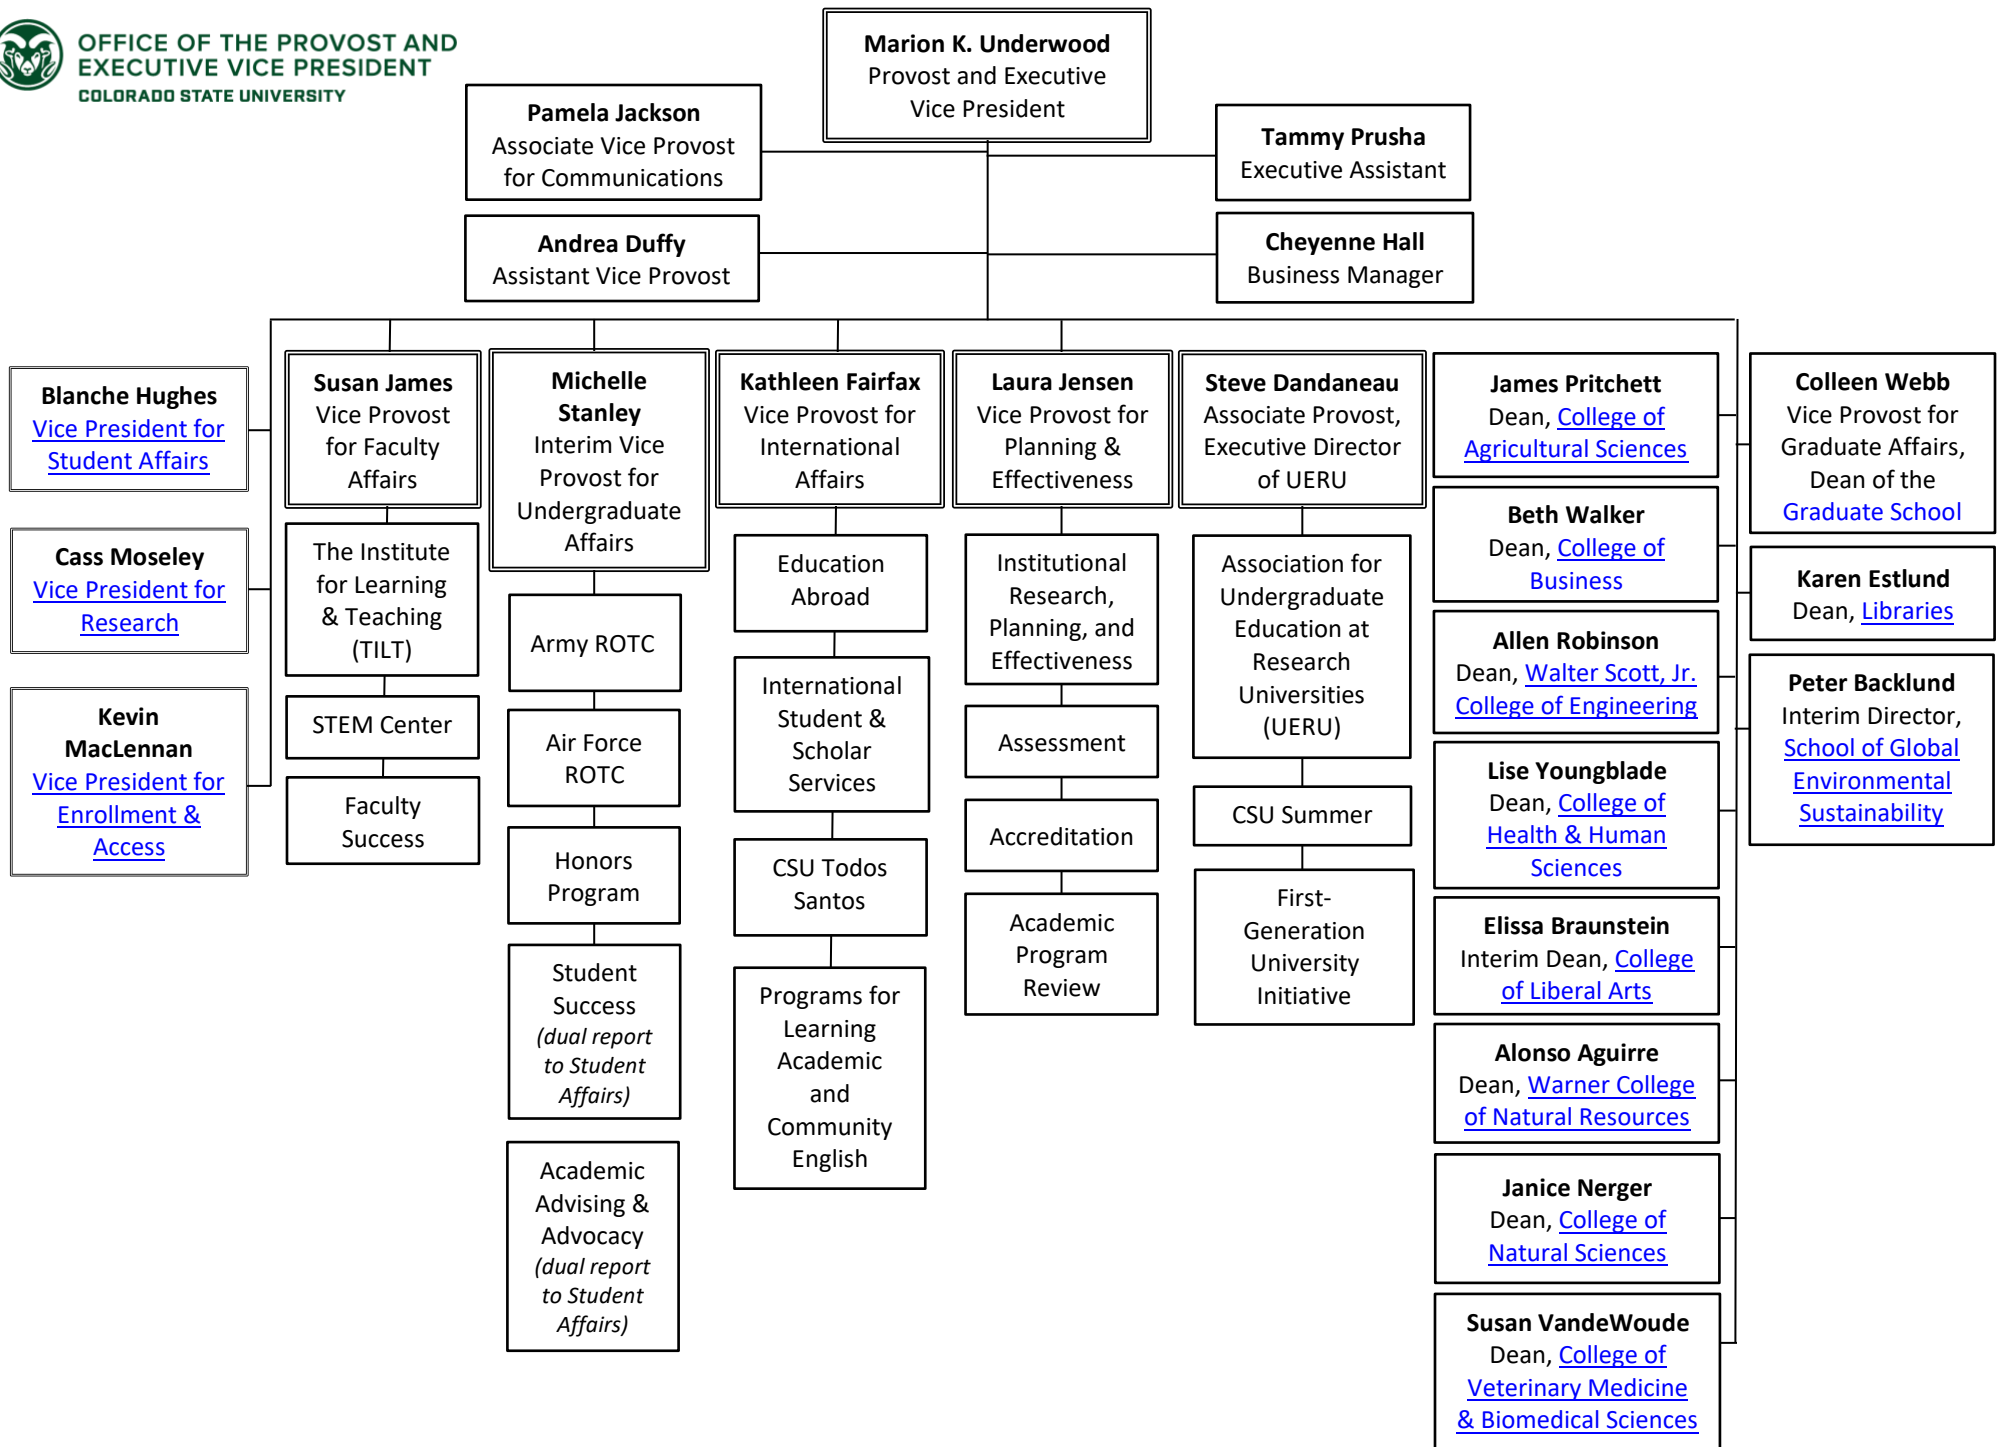 OFFICE OF THE PROVOST AND
EXECUTIVE VICE PRESIDENT
COLORADO STATE UNIVERSITY
Marion K. Underwood
Provost and Executive
Vice President
Pamela Jackson
Associate Vice Provost
for Communications
Tammy Prusha
Executive Assistant
Andrea Duffy
Assistant Vice Provost
Cheyenne Hall
Business Manager
Blanche Hughes
Vice President for
Student Affairs
Cass Moseley
Vice President for
Research
Kevin
MacLennan
Vice President for
Enrollment &
Access
Susan James
Vice Provost
for Faculty
Affairs
The Institute
for Learning
& Teaching
(TILT)
STEM Center
Faculty
Success
Michelle
Stanley
Interim Vice
Provost for
Undergraduate
Affairs
Army ROTC
Air Force
ROTC
Honors
Program
Student
Success
(dual report
to Student
Affairs)
Academic
Advising &
Advocacy
(dual report
to Student
Affairs)
Kathleen Fairfax
Vice Provost for
International
Affairs
Education
Abroad
International
Student &
Scholar
Services
CSU Todos
Santos
Programs for
Learning
Academic
and
Community
English
Laura Jensen
Vice Provost for
Planning &
Effectiveness
Institutional
Research,
Planning, and
Effectiveness
Assessment
Accreditation
Academic
Program
Review
Steve Dandaneau
Associate Provost,
Executive Director
of UERU
Association for
Undergraduate
Education at
Research
Universities
(UERU)
CSU Summer
First-
Generation
University
Initiative
James Pritchett
Dean, College of
Agricultural Sciences
Beth Walker
Dean, College of
Business
Allen Robinson
Dean, Walter Scott, Jr.
College of Engineering
Lise Youngblade
Dean, College of
Health & Human
Sciences
Elissa Braunstein
Interim Dean, College
of Liberal Arts
Alonso Aguirre
Dean, Warner College
of Natural Resources
Janice Nerger
Dean, College of
Natural Sciences
Susan VandeWoude
Dean, College of
Veterinary Medicine
& Biomedical Sciences
Colleen Webb
Vice Provost for
Graduate Affairs,
Dean of the
Graduate School
Karen Estlund
Dean, Libraries
Peter Backlund
Interim Director,
School of Global
Environmental
Sustainability